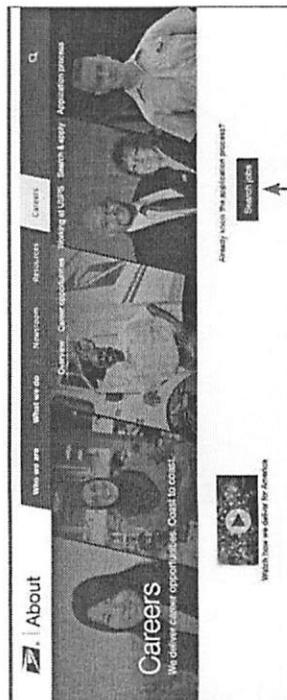 About
Who we are What we do Newsroom Resources Careers
Overview Career opportunities Working at USPS Search & apply Application process
Careers
We deliver career opportunities. Coast to coast.
Watch how we deliver for America
Already know the application process?
Search jobs